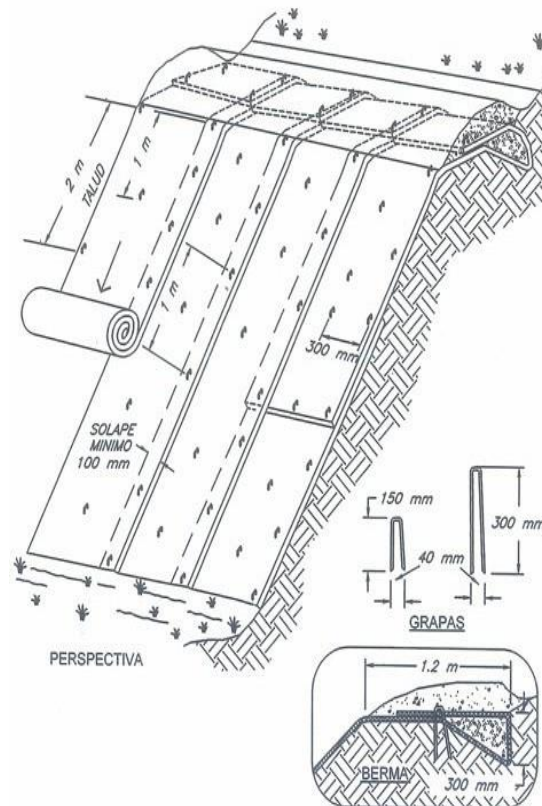 2 m
TALUD
1 m
1 m
300 mm
SOLAPE
MINIMO
100 mm
150 mm
300 mm
40 mm
GRAPAS
PERSPECTIVA
1.2 m
BERMA
300 mm